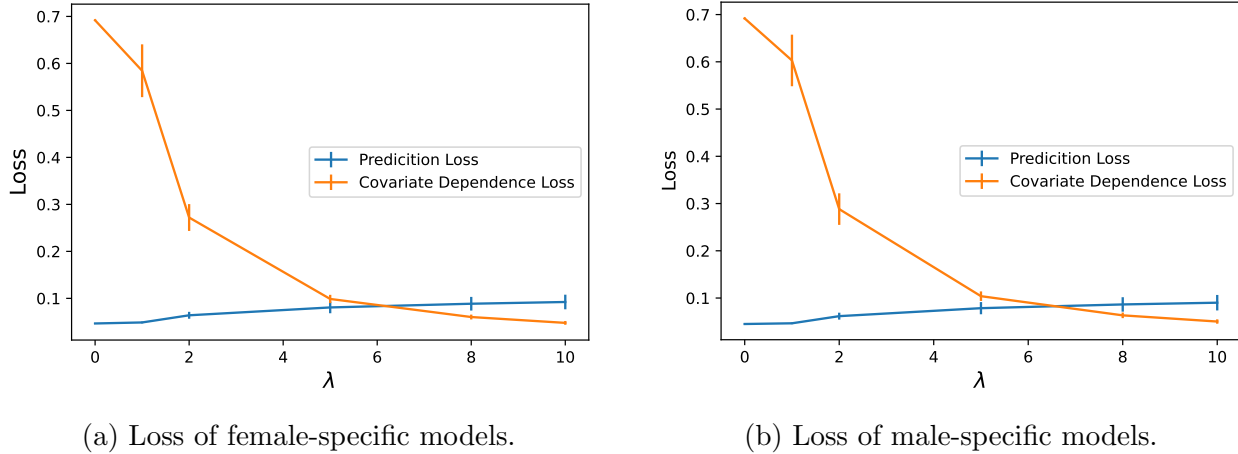 0.7
0.6
0.5
0.4
0.3
0.2
0.1
Loss
Predicition Loss
Covariate Dependence Loss
0 2 4 6 8 10
λ
(a) Loss of female-specific models.
0.7
0.6
0.5
0.4
0.3
0.2
0.1
Loss
Predicition Loss
Covariate Dependence Loss
0 2 4 6 8 10
λ
(b) Loss of male-specific models.